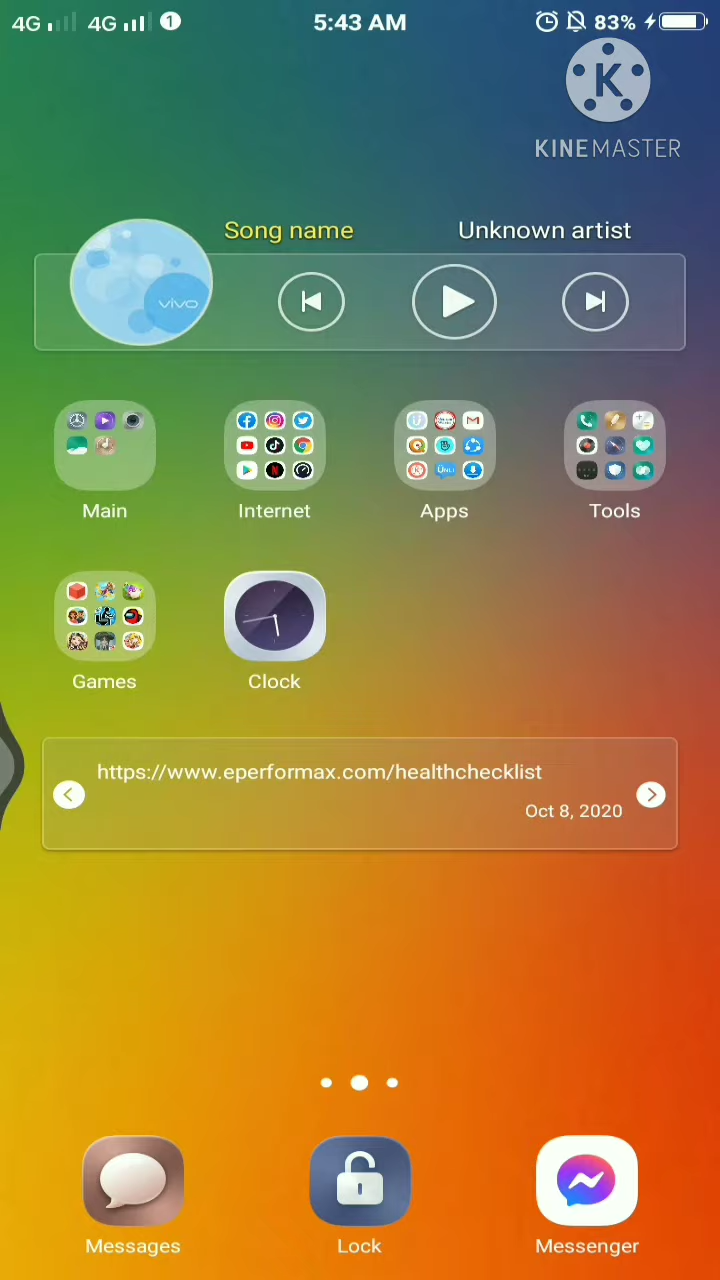 4G 4G 1 5:43 AM 83%
K
KINEMASTER
Song name Unknown artist
vivo
Main Internet Apps Tools
Games Clock
https://www.eperformax.com/healthchecklist
Oct 8, 2020
Messages Lock Messenger